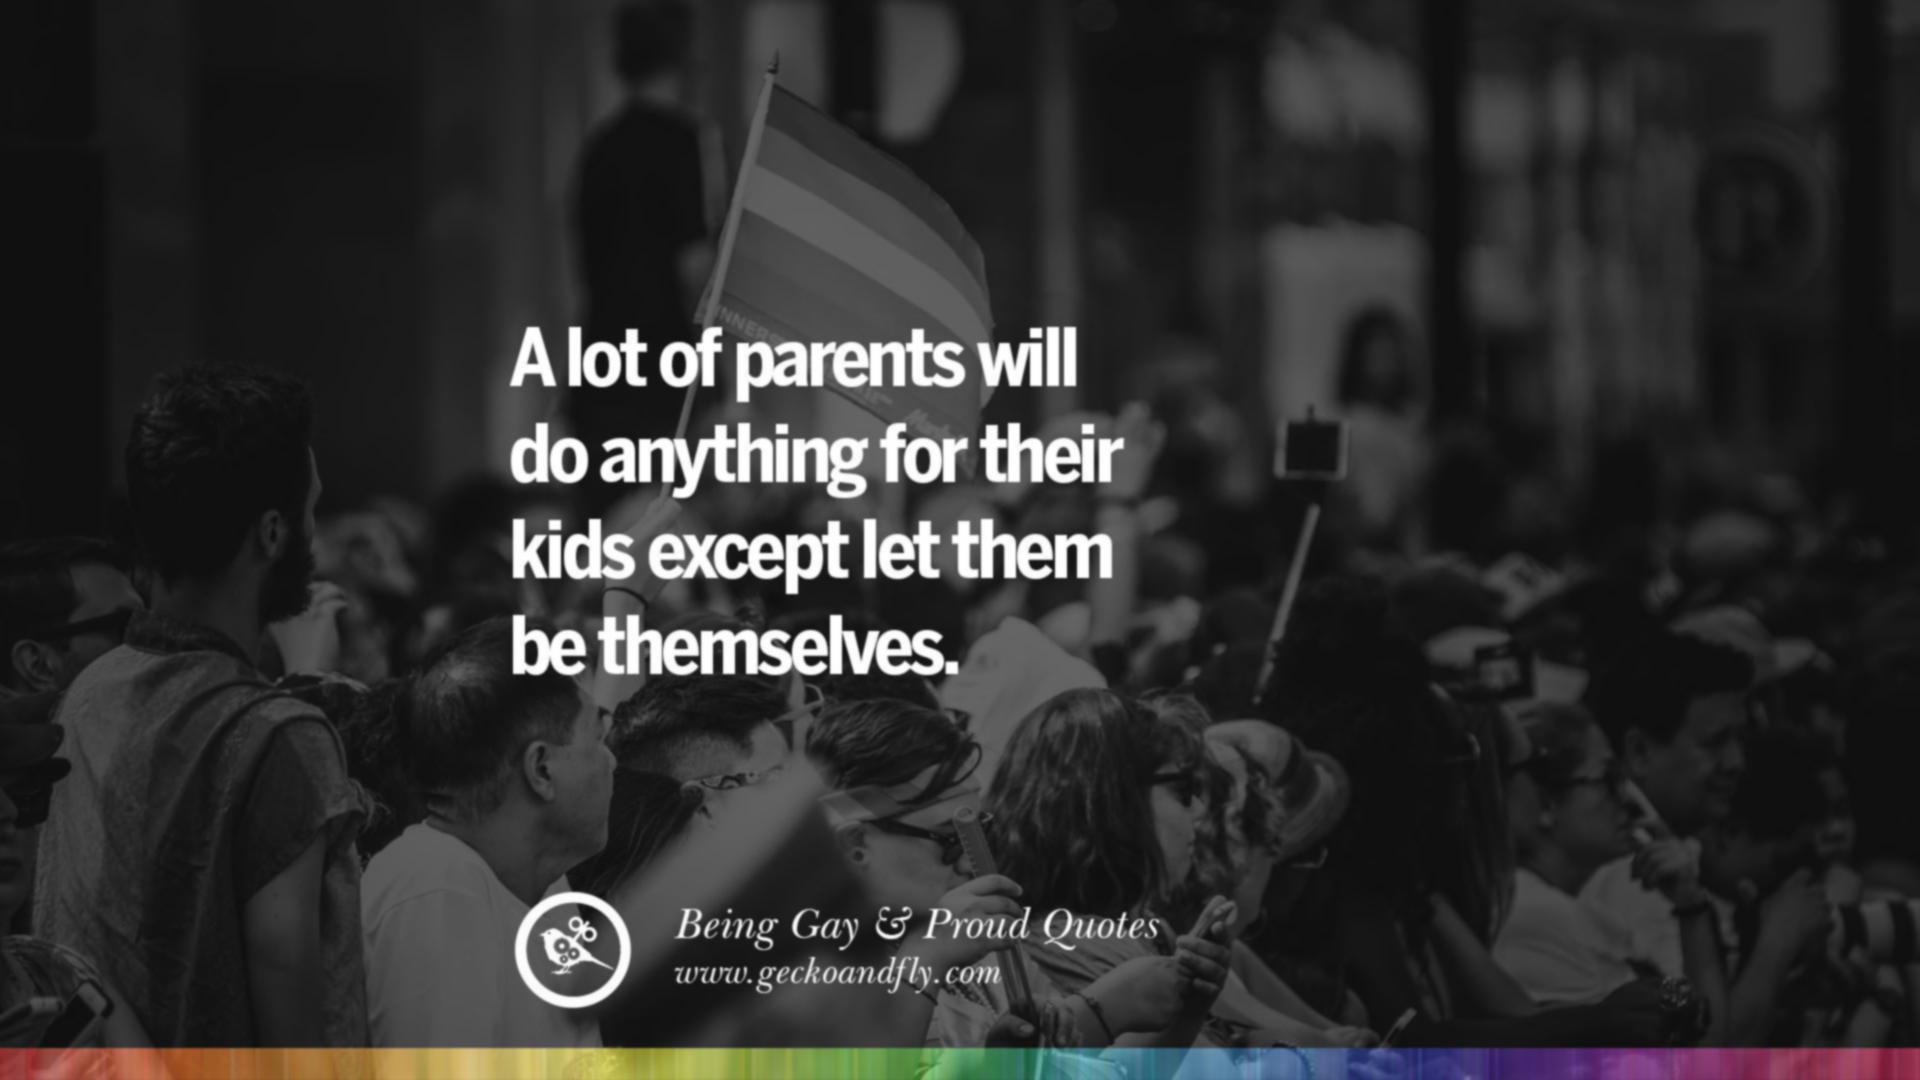 A lot of parents will
do anything for their
kids except let them
be themselves.
Being Gay & Proud Quotes
www.geckoandfly.com